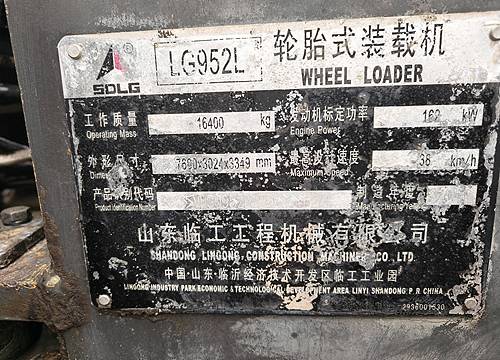 SDLG
LG952L
轮胎式装载机
WHEEL LOADER
工作质量 16400 kg
Operating Mass
发动机标定功率 162 kW
Engine Power
外形尺寸 7690×3024×3349 mm
最高设计速度 38 km/h
Maximum Speed
产品识别代码
Product Identification Number
制造年
Manufacturing
山东临工工程机械有限公司
SHANDONG LINGONG CONSTRUCTION MACHINERY CO LTD
中国·山东·临沂经济技术开发区临工工业园
LINGONG INDUSTRY PARK ECONOMIC & TECHNOLOGICAL DEVELOPMENT AREA LINYI SHANDONG P R CHINA
2936001530